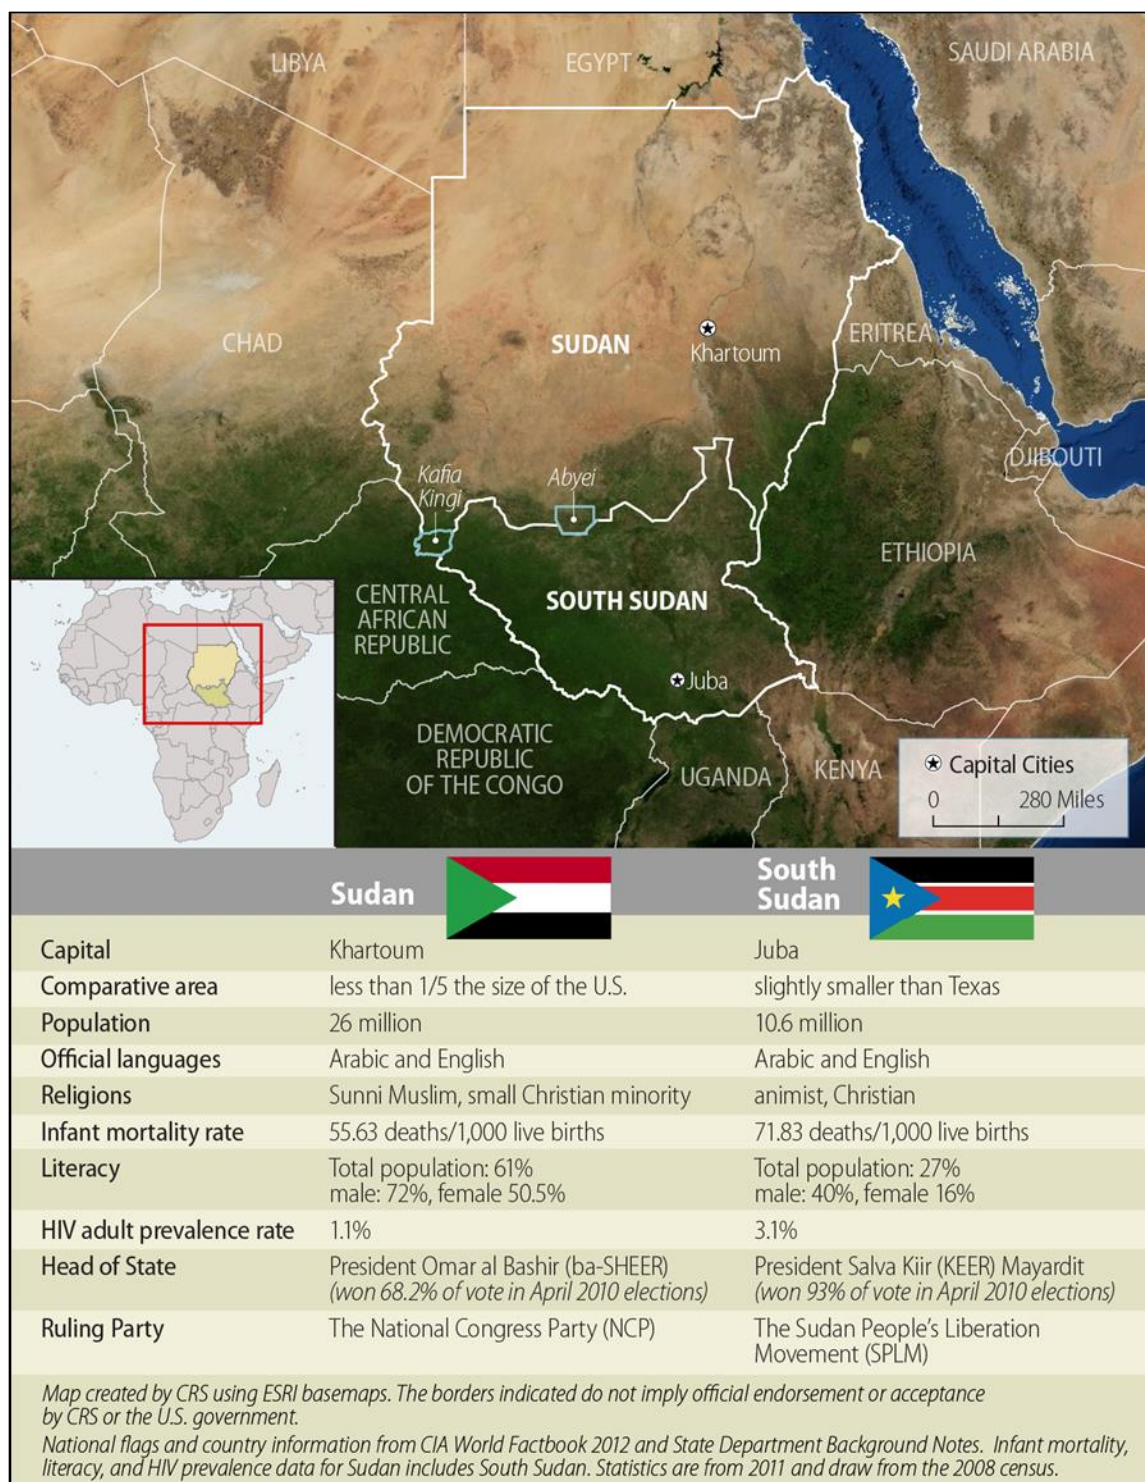 LIBYA
EGYPT
SAUDI ARABIA
CHAD
SUDAN
Khartoum
ERITREA
DJIBOUTI
Kafia
Kingi
Abyei
ETHIOPIA
CENTRAL
AFRICAN
REPUBLIC
SOUTH SUDAN
Juba
DEMOCRATIC
REPUBLIC
OF THE CONGO
UGANDA
KENYA
Capital Cities
0 280 Miles
Sudan
South
Sudan
Capital Khartoum Juba
Comparative area less than 1/5 the size of the U.S. slightly smaller than Texas
Population 26 million 10.6 million
Official languages Arabic and English Arabic and English
Religions Sunni Muslim, small Christian minority animist, Christian
Infant mortality rate 55.63 deaths/1,000 live births 71.83 deaths/1,000 live births
Literacy Total population: 61% Total population: 27%
male: 72%, female 50.5% male: 40%, female 16%
HIV adult prevalence rate 1.1% 3.1%
Head of State President Omar al Bashir (ba-SHEER) President Salva Kiir (KEER) Mayardit
(won 68.2% of vote in April 2010 elections) (won 93% of vote in April 2010 elections)
Ruling Party The National Congress Party (NCP) The Sudan People's Liberation
Movement (SPLM)
Map created by CRS using ESRI basemaps. The borders indicated do not imply official endorsement or acceptance
by CRS or the U.S. government.
National flags and country information from CIA World Factbook 2012 and State Department Background Notes. Infant mortality,
literacy, and HIV prevalence data for Sudan includes South Sudan. Statistics are from 2011 and draw from the 2008 census.